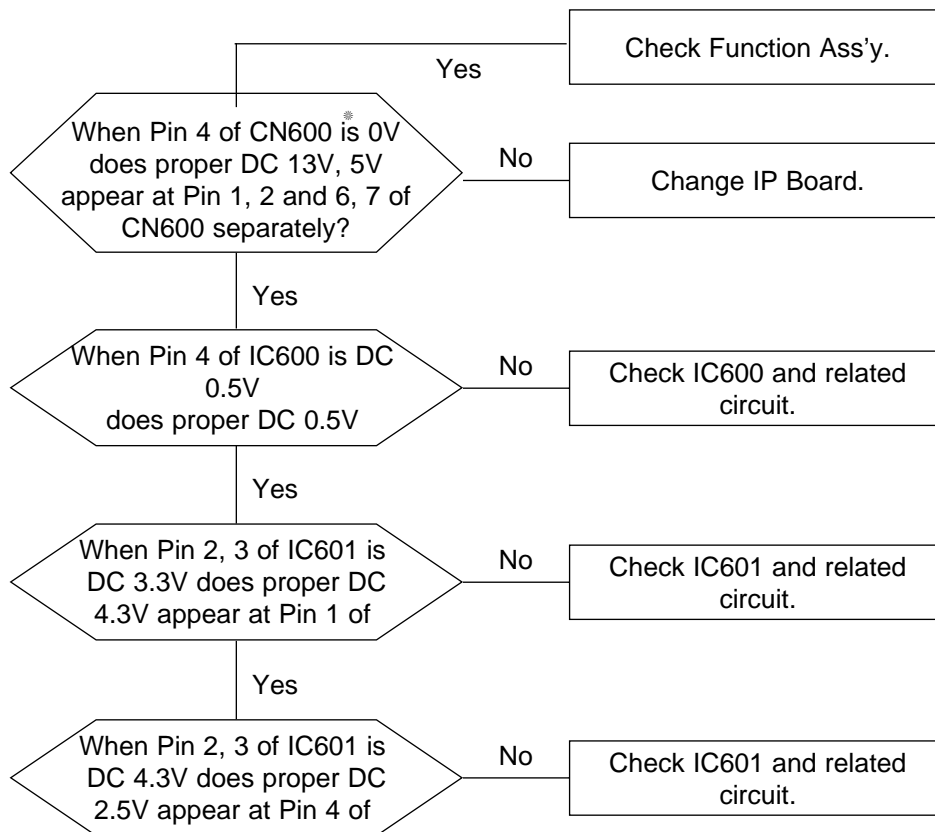 Check Function Ass'y.
Yes
When Pin 4 of CN600 is 0V
does proper DC 13V, 5V
appear at Pin 1, 2 and 6, 7 of
CN600 separately?
No
Change IP Board.
Yes
When Pin 4 of IC600 is DC
0.5V
does proper DC 0.5V
No
Check IC600 and related
circuit.
Yes
When Pin 2, 3 of IC601 is
DC 3.3V does proper DC
4.3V appear at Pin 1 of
No
Check IC601 and related
circuit.
Yes
When Pin 2, 3 of IC601 is
DC 4.3V does proper DC
2.5V appear at Pin 4 of
No
Check IC601 and related
circuit.